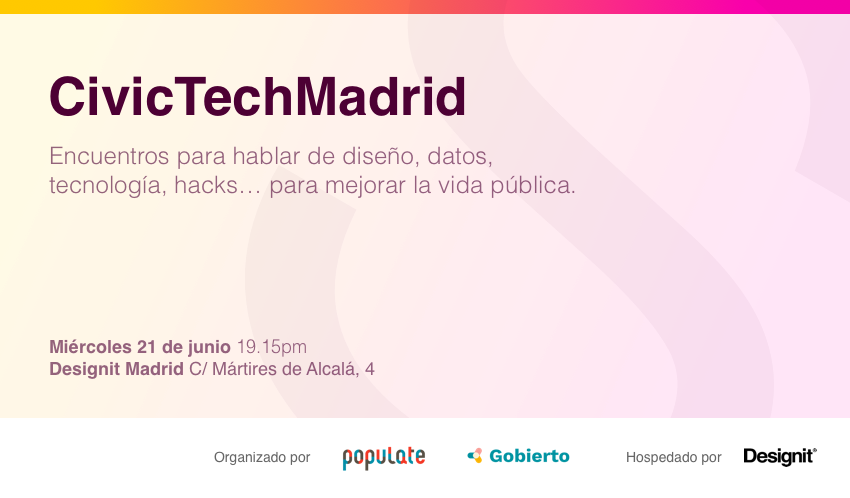 CivicTechMadrid
Encuentros para hablar de diseño, datos,
tecnología, hacks… para mejorar la vida pública.
Miércoles 21 de junio 19.15pm
Designit Madrid C/ Mártires de Alcalá, 4
Organizado por populate Gobierto Hospedado por Designit®